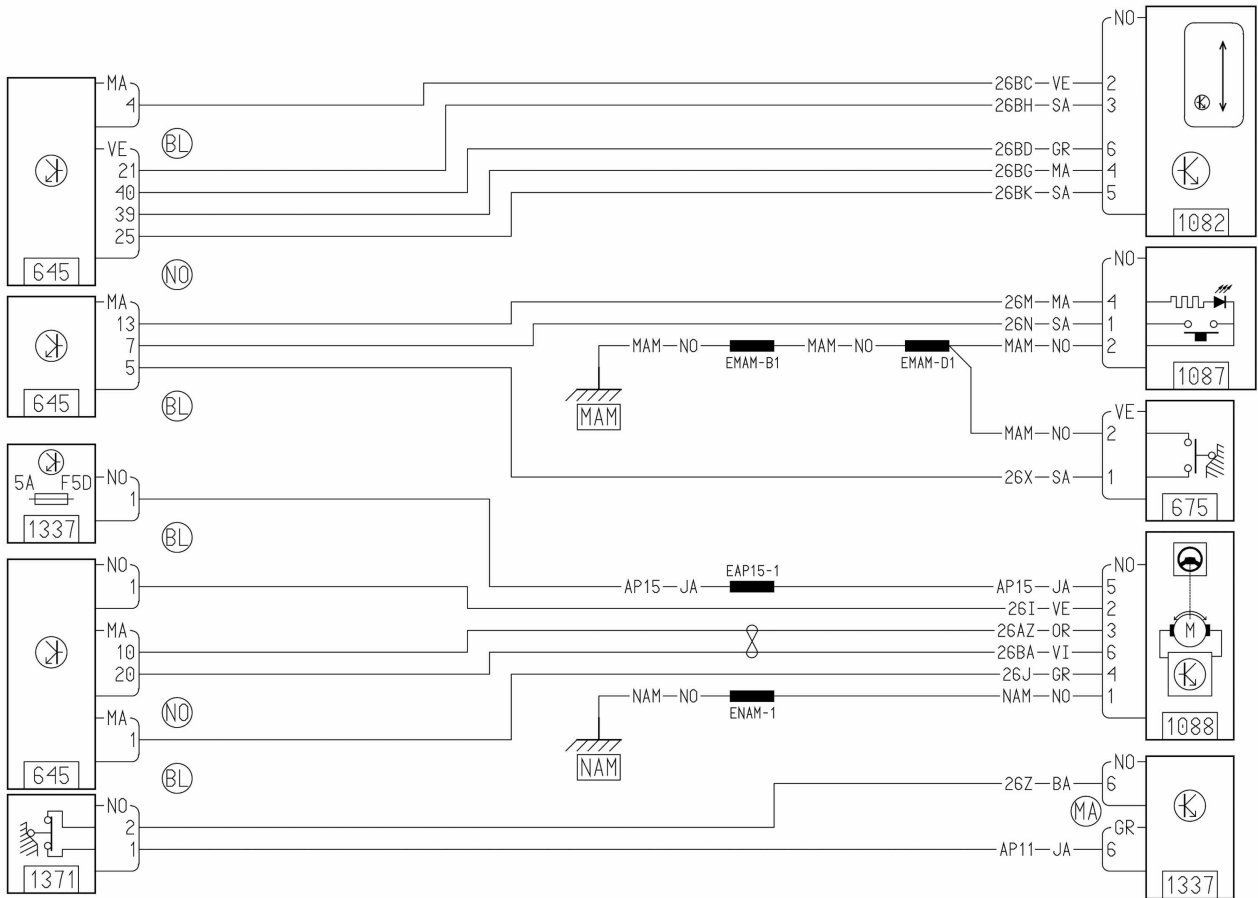 NO
MA
4
26BC VE 2
26BH SA 3
BL
VE
21
40
39
25
26BD GR 6
26BG MA 4
26BK SA 5
645
1082
NO
NO
MA
13
7
5
26M MA 4
26N SA 1
MAM NO
EMAM-B1
MAM NO
EMAM-D1
MAM NO 2
1087
645
BL
MAM
VE
MAM NO 2
26X SA 1
675
5A F5D
NO
1
1337
BL
NO
1
EAP15-1
AP15 JA
NO
AP15 JA 5
26I VE 2
MA
10
20
26AZ OR 3
26BA VI 6
26J GR 4
NAM NO
ENAM-1
NAM NO 1
NO
MA
1
645
BL
NAM
1088
NO
26Z BA 6
MA
NO
2
1
GR
AP11 JA 6
1371
1337